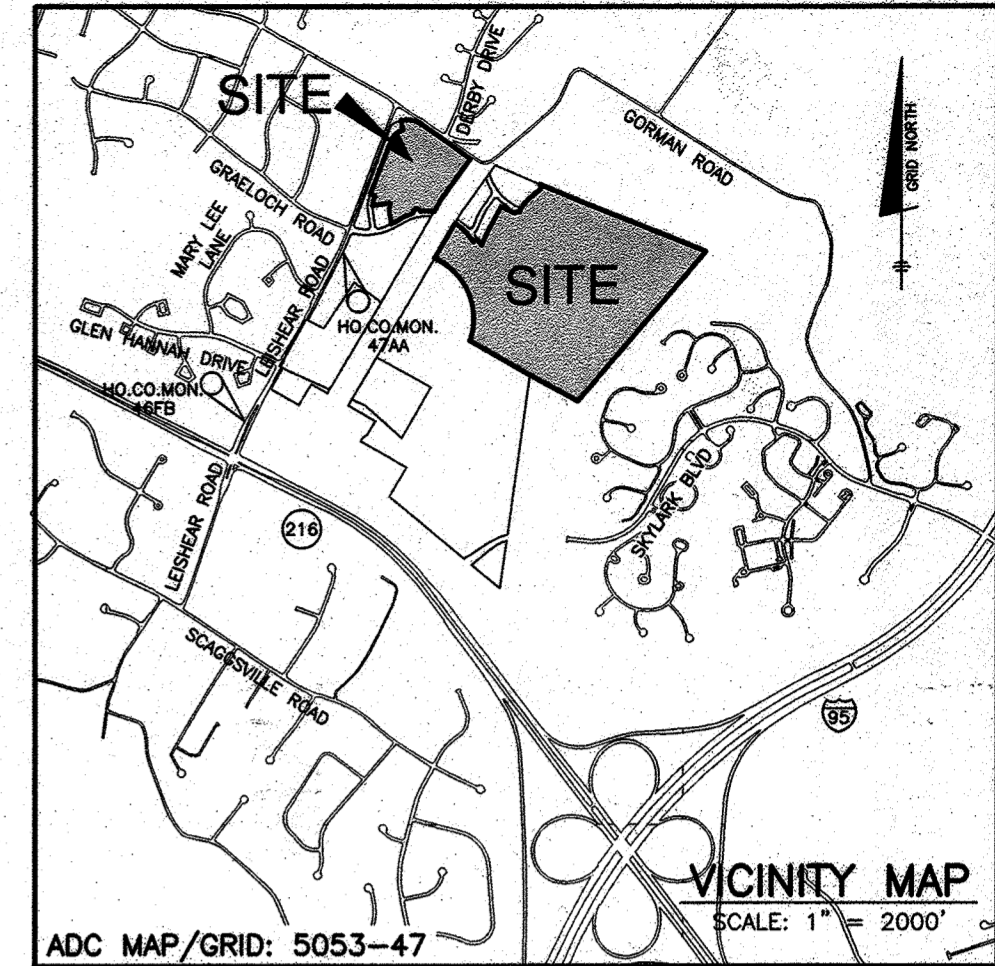 DERBY DRIVE
SITE
GORMAN ROAD
GRID NORTH
GRAELOCH ROAD
MARY LEE
LANE
LEISHEAR ROAD
SITE
HO.CO.MON.
47AA
GLEN HANNAH DRIVE
HO.CO.MON.
46FB
LEISHEAR ROAD
216
SKYLARK BLVD
SCAGGSVILLE ROAD
95
VICINITY MAP
SCALE: 1" = 2000'
ADC MAP/GRID: 5053-47